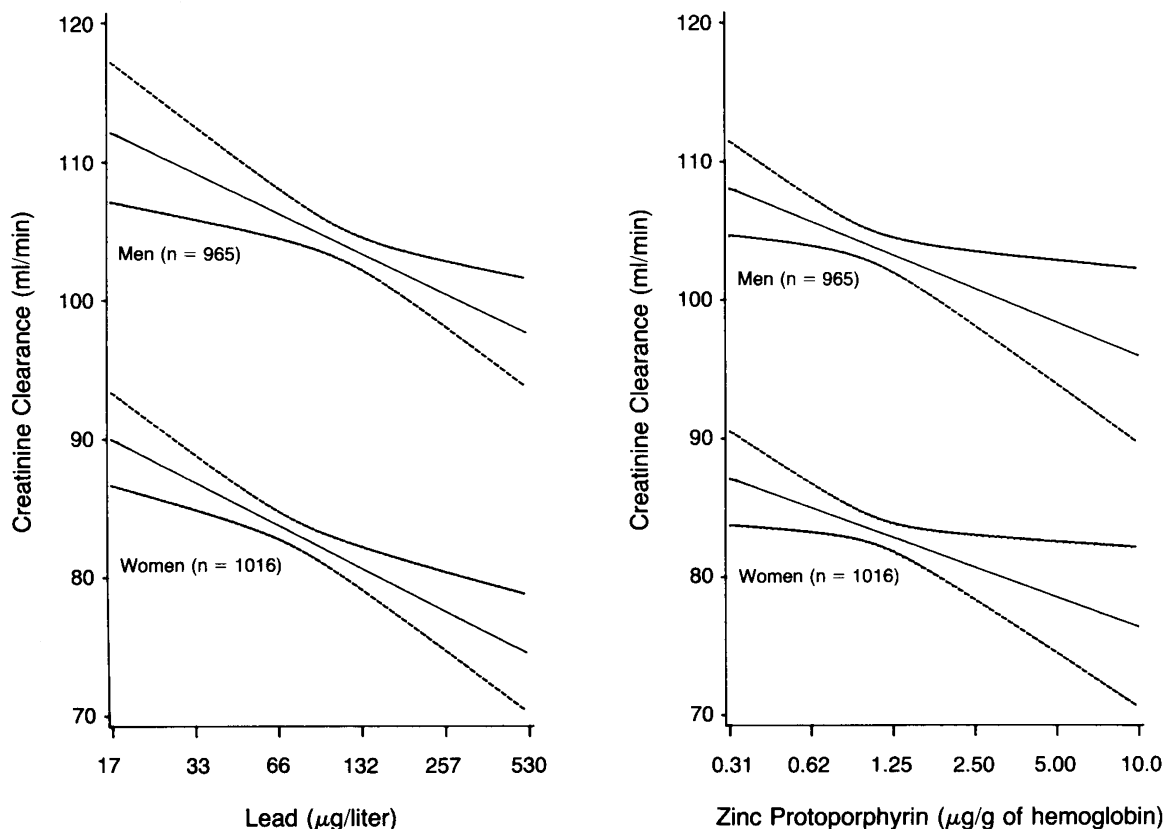 120
110
100
90
80
70
Creatinine Clearance (ml/min)
Men (n = 965)
Women (n = 1016)
17 33 66 132 257 530
Lead (μg/liter)
120
110
100
90
80
70
Creatinine Clearance (ml/min)
Men (n = 965)
Women (n = 1016)
0.31 0.62 1.25 2.50 5.00 10.0
Zinc Protoporphyrin (μg/g of hemoglobin)